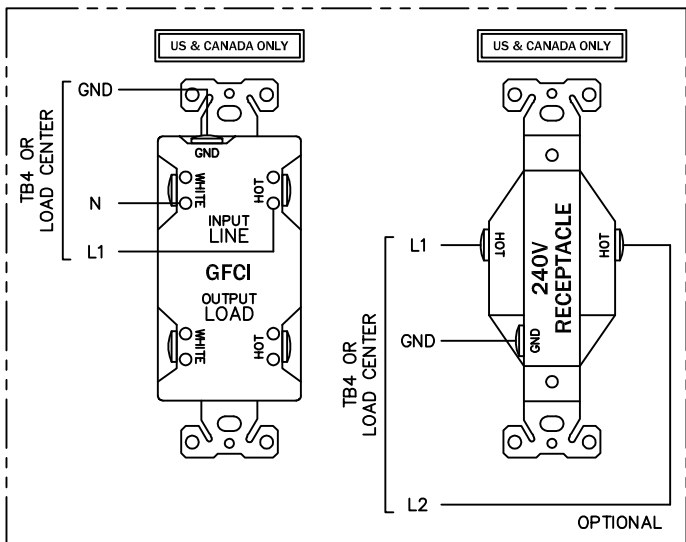 US & CANADA ONLY
GND
TB4 OR
LOAD CENTER
N
L1
GND
WHITE
HOT
INPUT
LINE
GFCI
OUTPUT
LOAD
WHITE
HOT
US & CANADA ONLY
TB4 OR
LOAD CENTER
L1
GND
L2
HOT
240V
RECEPTACLE
HOT
GND
OPTIONAL